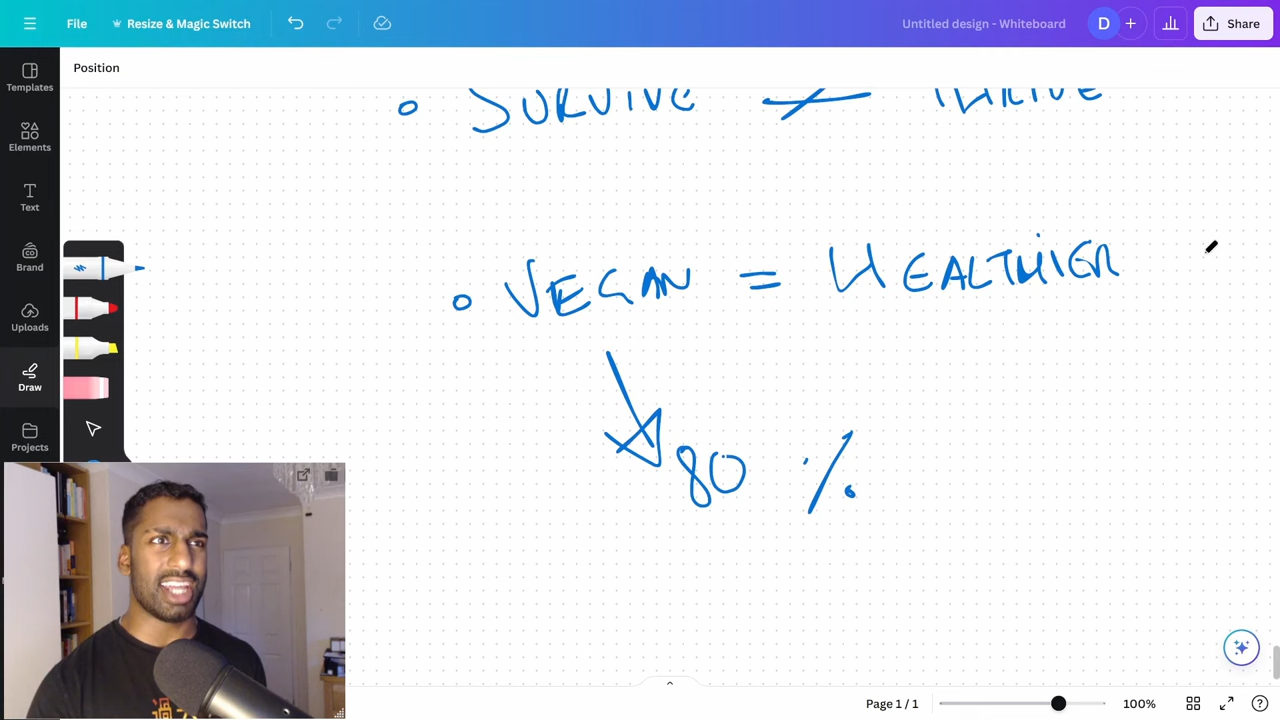 File
Resize & Magic Switch
Untitled design - Whiteboard
D
Share
Position
Templates
Elements
Text
Brand
Uploads
Draw
Projects
SURVIVE ≠ THRIVE
VEGAN = HEALTHIER
80 %
Page 1 / 1
100%